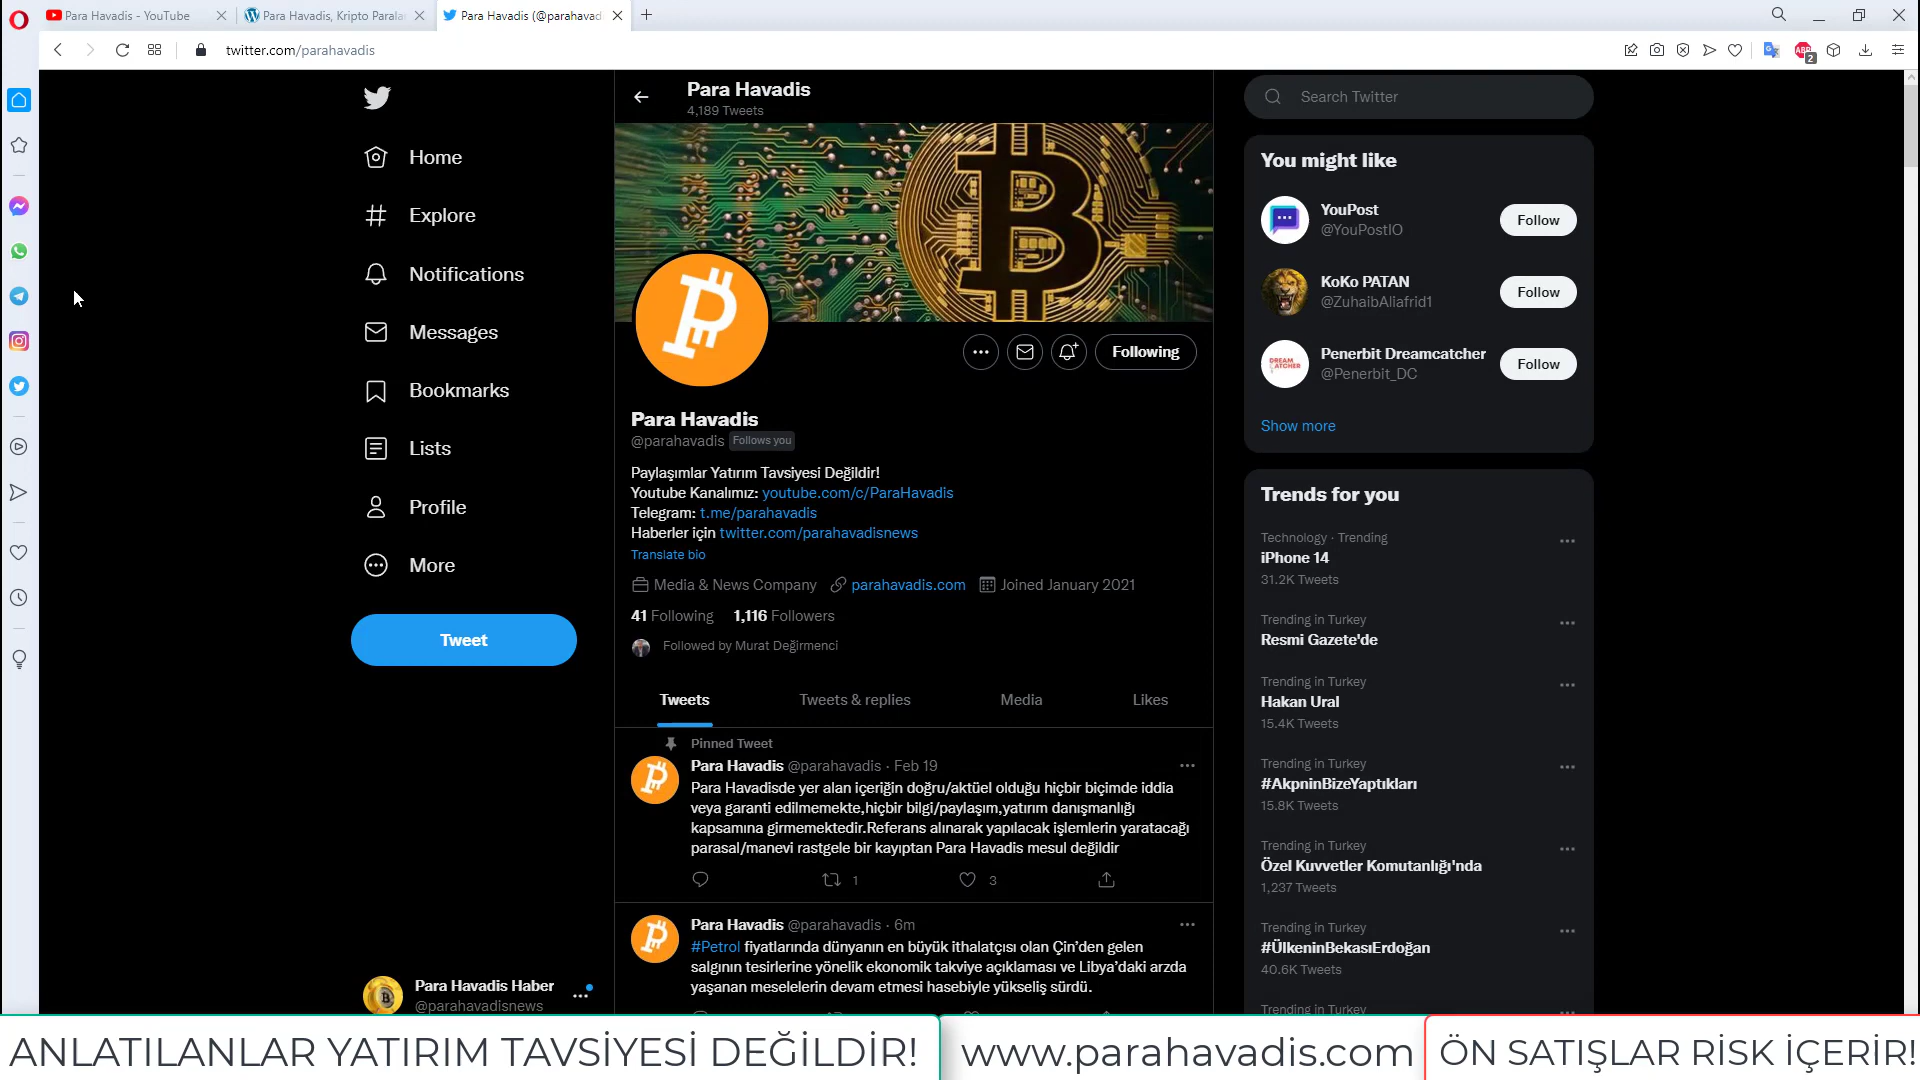 Para Havadis - YouTube
Para Havadis, Kripto Parala
Para Havadis (@parahavad
twitter.com/parahavadis
ABP
2
Home
Explore
Notifications
Messages
Bookmarks
Lists
Profile
More
Tweet
Para Havadis Haber
@parahavadisnews
Para Havadis
4,189 Tweets
Following
Para Havadis
@parahavadis Follows you
Paylaşımlar Yatırım Tavsiyesi Değildir!
Youtube Kanalımız: youtube.com/c/ParaHavadis
Telegram: t.me/parahavadis
Haberler için twitter.com/parahavadisnews
Translate bio
Media & News Company parahavadis.com Joined January 2021
41 Following 1,116 Followers
Followed by Murat Değirmenci
Tweets Tweets & replies Media Likes
Pinned Tweet
Para Havadis @parahavadis · Feb 19
Para Havadisde yer alan içeriğin doğru/aktüel olduğu hiçbir biçimde iddia
veya garanti edilmemekte,hiçbir bilgi/paylaşım,yatırım danışmanlığı
kapsamına girmemektedir.Referans alınarak yapılacak işlemlerin yaratacağı
parasal/manevi rastgele bir kayıptan Para Havadis mesul değildir
1 3
Para Havadis @parahavadis · 6m
#Petrol fiyatlarında dünyanın en büyük ithalatçısı olan Çin'den gelen
salgının tesirlerine yönelik ekonomik takviye açıklaması ve Libya'daki arzda
yaşanan meselelerin devam etmesi hasebiyle yükseliş sürdü.
Search Twitter
You might like
YouPost
@YouPostIO
Follow
KoKo PATAN
@ZuhaibAliafrid1
Follow
DREAM CATCHER
Penerbit Dreamcatcher
@Penerbit_DC
Follow
Show more
Trends for you
Technology · Trending
iPhone 14
31.2K Tweets
Trending in Turkey
Resmi Gazete'de
Trending in Turkey
Hakan Ural
15.4K Tweets
Trending in Turkey
#AkpninBizeYaptıkları
15.8K Tweets
Trending in Turkey
Özel Kuvvetler Komutanlığı'nda
1,237 Tweets
Trending in Turkey
#ÜlkeninBekasıErdoğan
40.6K Tweets
Trending in Turkey
ANLATILANLAR YATIRIM TAVSİYESİ DEĞİLDİR!
www.parahavadis.com
ÖN SATIŞLAR RİSK İÇERİR!